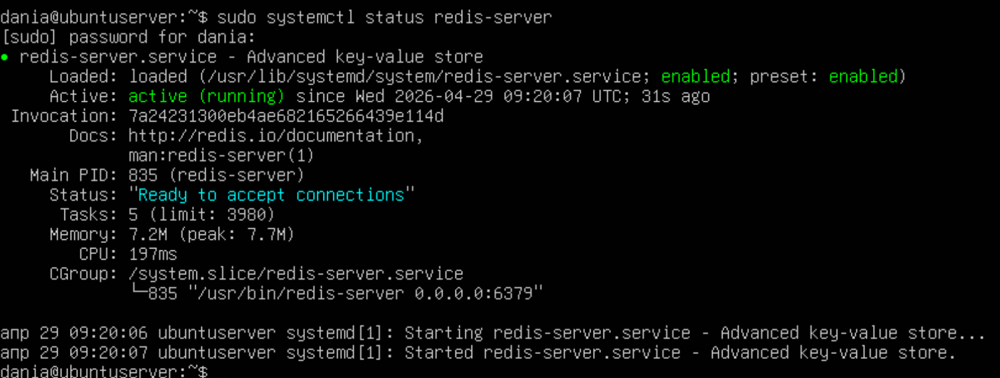 dania@ubuntuserver:~$ sudo systemctl status redis-server
[sudo] password for dania:
● redis-server.service - Advanced key-value store
Loaded: loaded (/usr/lib/systemd/system/redis-server.service; enabled; preset: enabled)
Active: active (running) since Wed 2026-04-29 09:20:07 UTC; 31s ago
Invocation: 7a24231300eb4ae682165266439e114d
Docs: http://redis.io/documentation,
man:redis-server(1)
Main PID: 835 (redis-server)
Status: "Ready to accept connections"
Tasks: 5 (limit: 3980)
Memory: 7.2M (peak: 7.7M)
CPU: 197ms
CGroup: /system.slice/redis-server.service
└─835 "/usr/bin/redis-server 0.0.0.0:6379"
апр 29 09:20:06 ubuntuserver systemd[1]: Starting redis-server.service - Advanced key-value store...
апр 29 09:20:07 ubuntuserver systemd[1]: Started redis-server.service - Advanced key-value store.
dania@ubuntuserver:~$